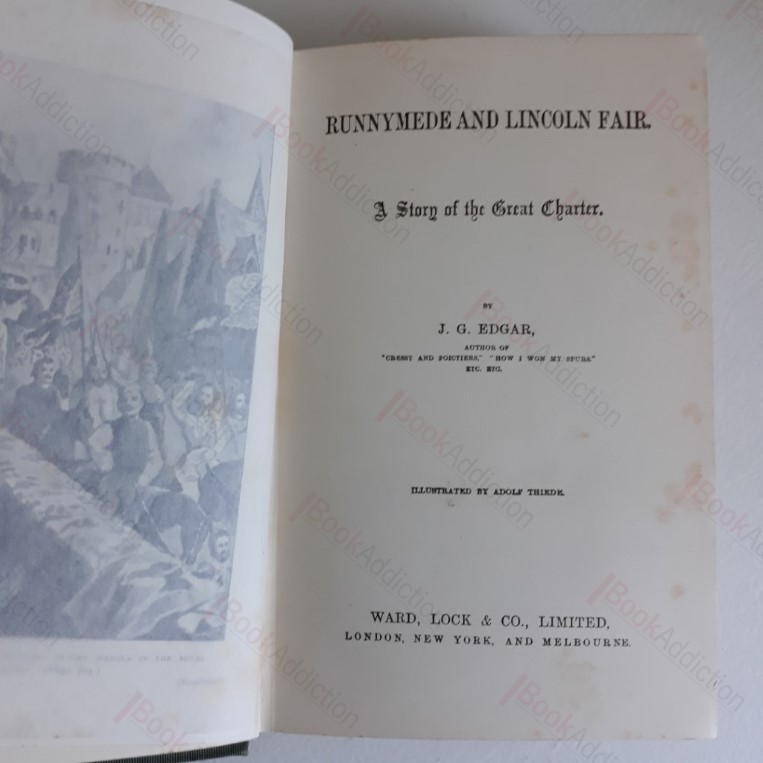 RUNNYMEDE AND LINCOLN FAIR.
A Story of the Great Charter.
BY
J. G. EDGAR,
AUTHOR OF
"CRESSY AND POICTIERS," "HOW I WON MY SPURS."
ETC. ETC.
ILLUSTRATED BY ADOLF THIEDE.
WARD, LOCK & CO., LIMITED,
LONDON, NEW YORK, AND MELBOURNE.
BookAddiction